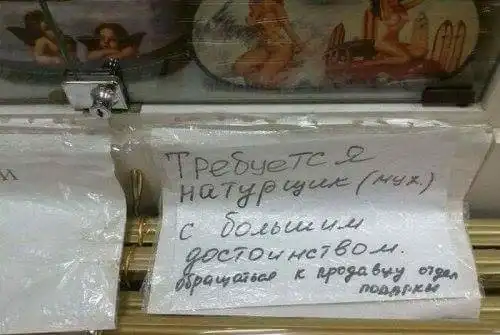 и
Требуется
натурщик (муж.)
с большим
достоинством.
обращаться к продавцу отдел
подарки